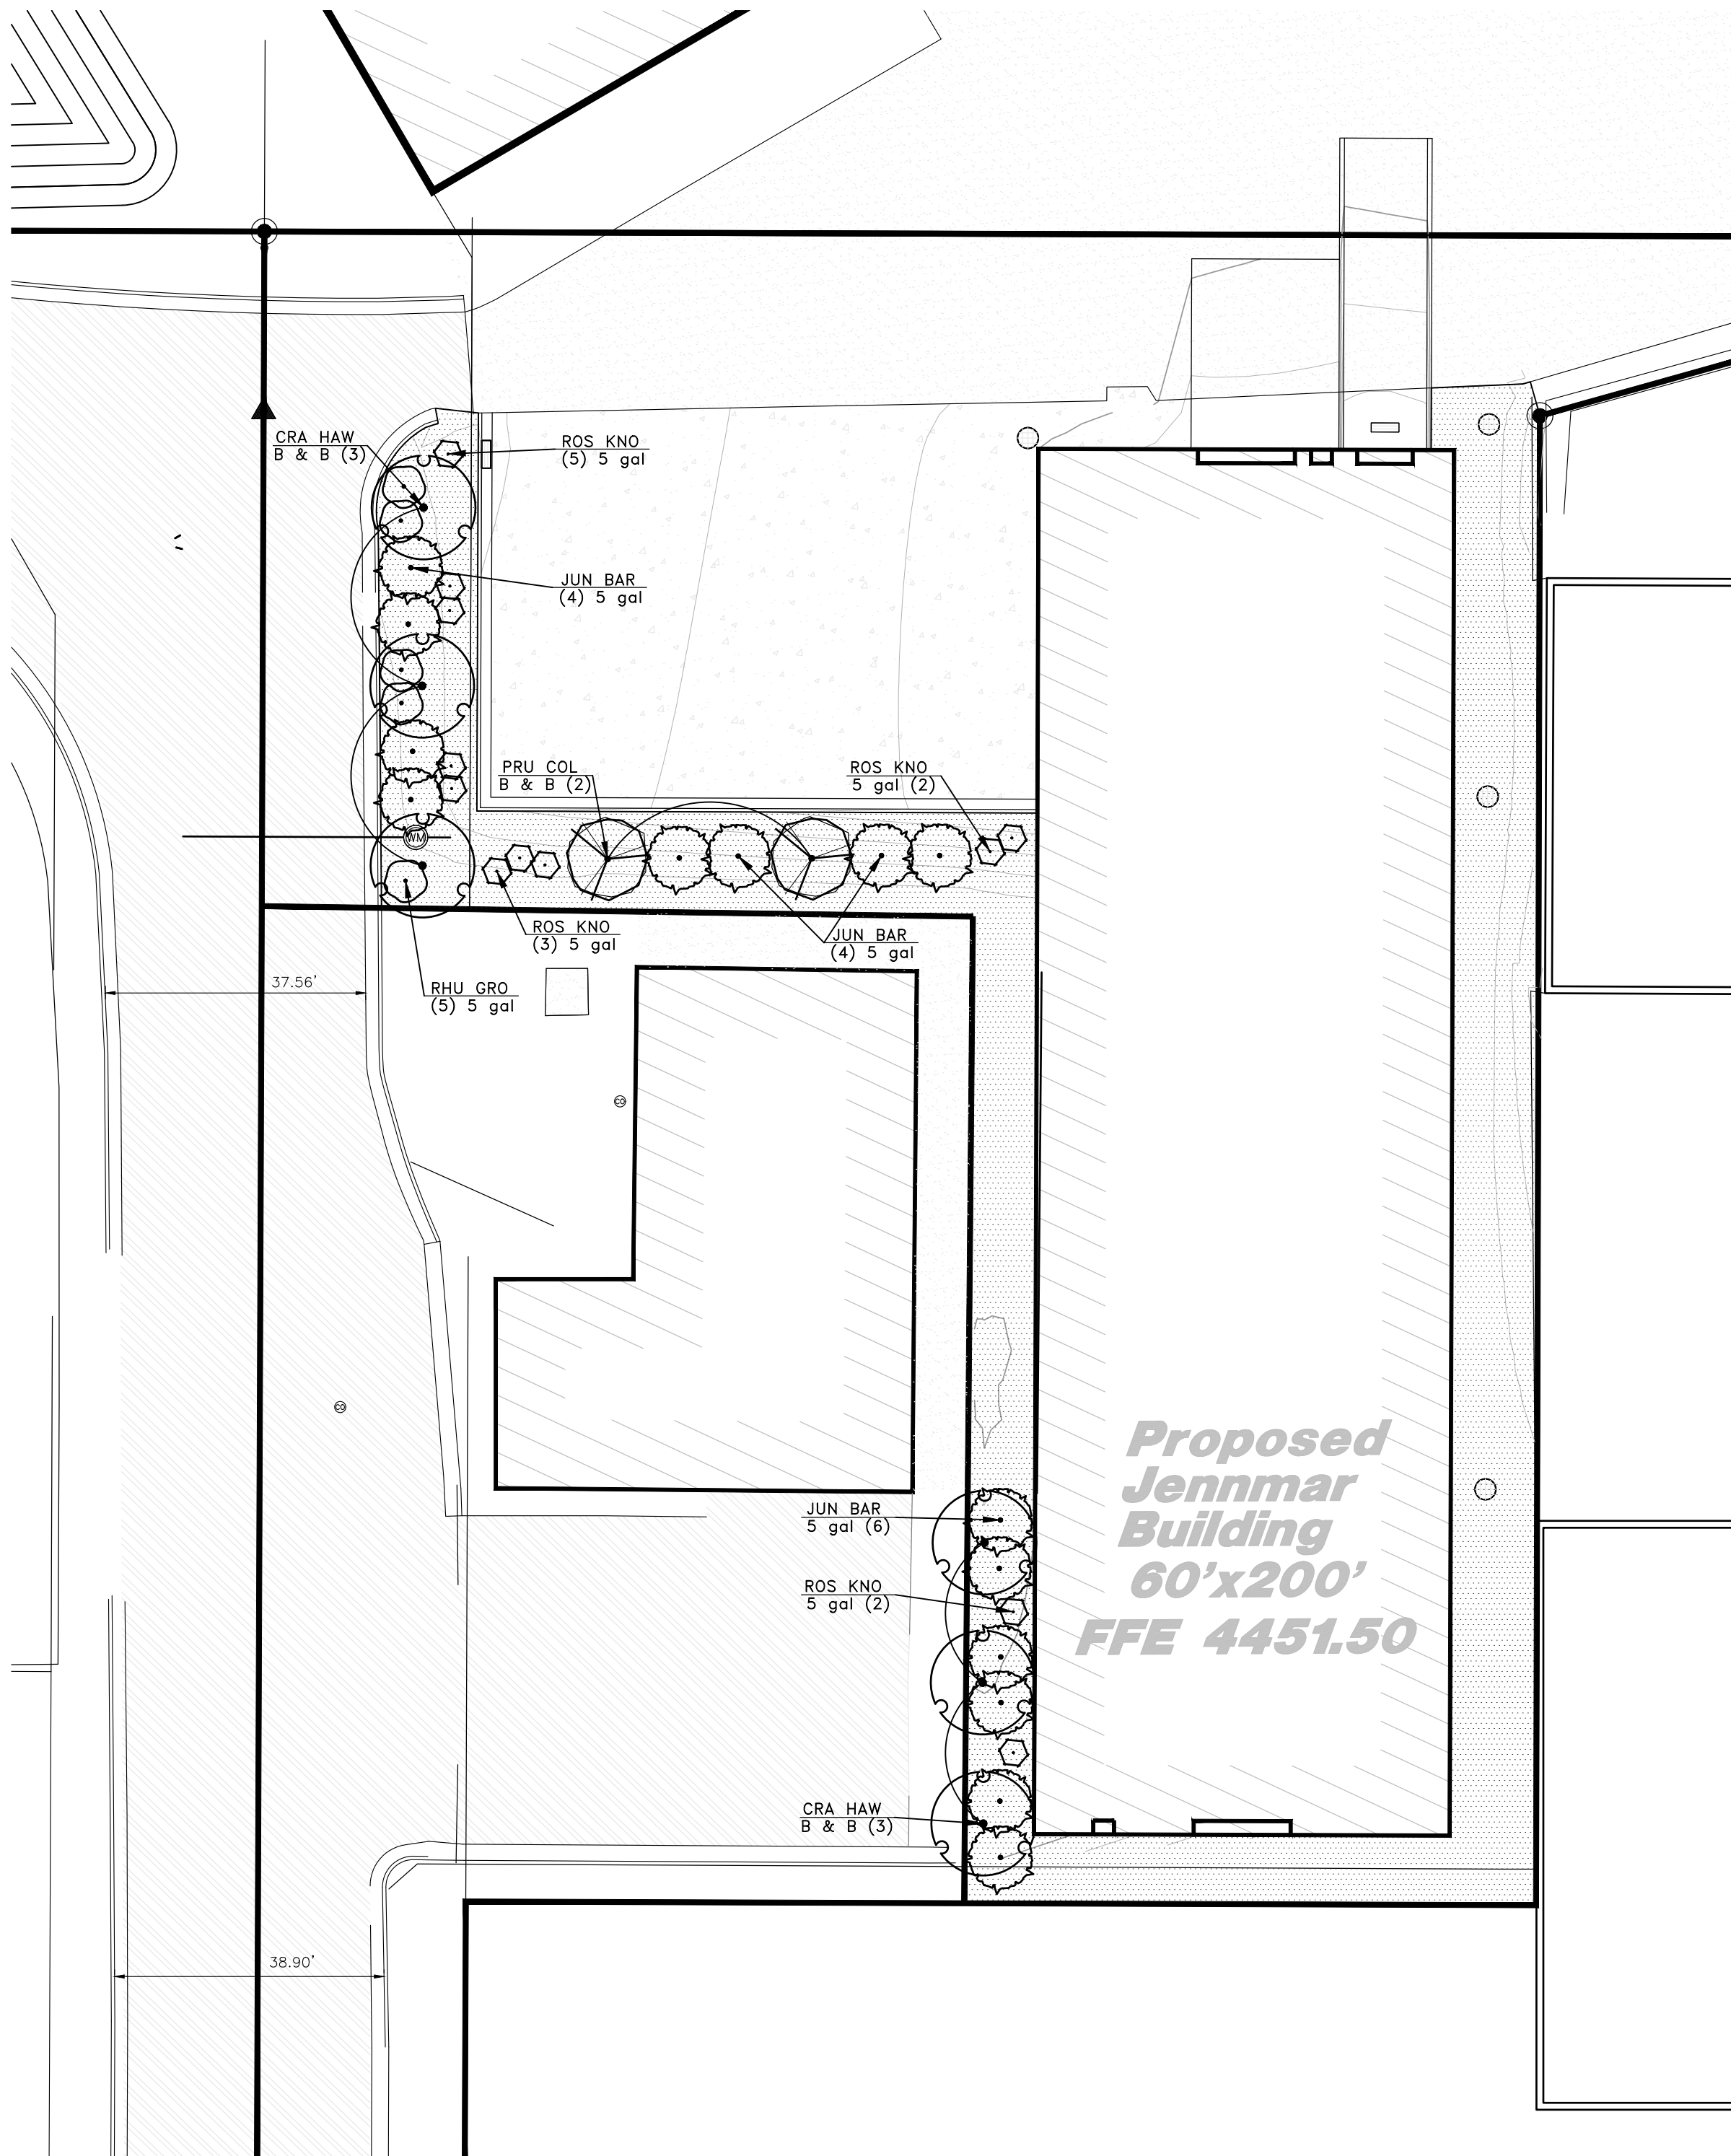 CRA HAW
B & B (3)
ROS KNO
(5) 5 gal
JUN BAR
(4) 5 gal
PRU COL
B & B (2)
ROS KNO
5 gal (2)
WM
ROS KNO
(3) 5 gal
JUN BAR
(4) 5 gal
37.56'
RHU GRO
(5) 5 gal
CO
CO
Proposed
Jennmar
Building
60'x200'
FFE 4451.50
JUN BAR
5 gal (6)
ROS KNO
5 gal (2)
CRA HAW
B & B (3)
38.90'